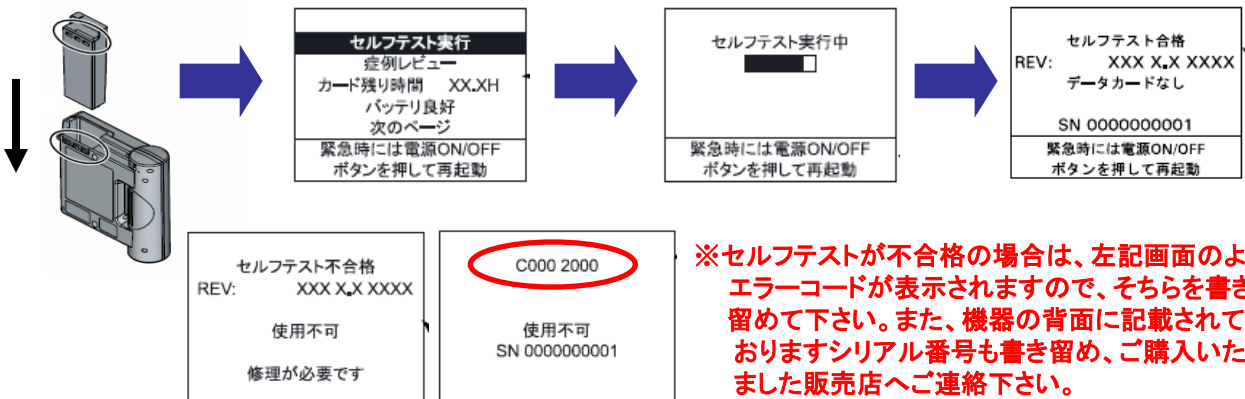 セルフテスト実行
症例レビュー
カード残り時間 XX.XH
バッテリ良好
次のページ
緊急時には電源ON/OFF
ボタンを押して再起動
セルフテスト実行中
緊急時には電源ON/OFF
ボタンを押して再起動
セルフテスト合格
REV: XXX X.X XXXX
データカードなし
SN 0000000001
緊急時には電源ON/OFF
ボタンを押して再起動
セルフテスト不合格
REV: XXX X.X XXXX
使用不可
修理が必要です
C000 2000
使用不可
SN 0000000001
※セルフテストが不合格の場合は、左記画面のよ
エラーコードが表示されますので、そちらを書き
留めて下さい。また、機器の背面に記載されて
おりますシリアル番号も書き留め、ご購入いた
ました販売店へご連絡下さい。